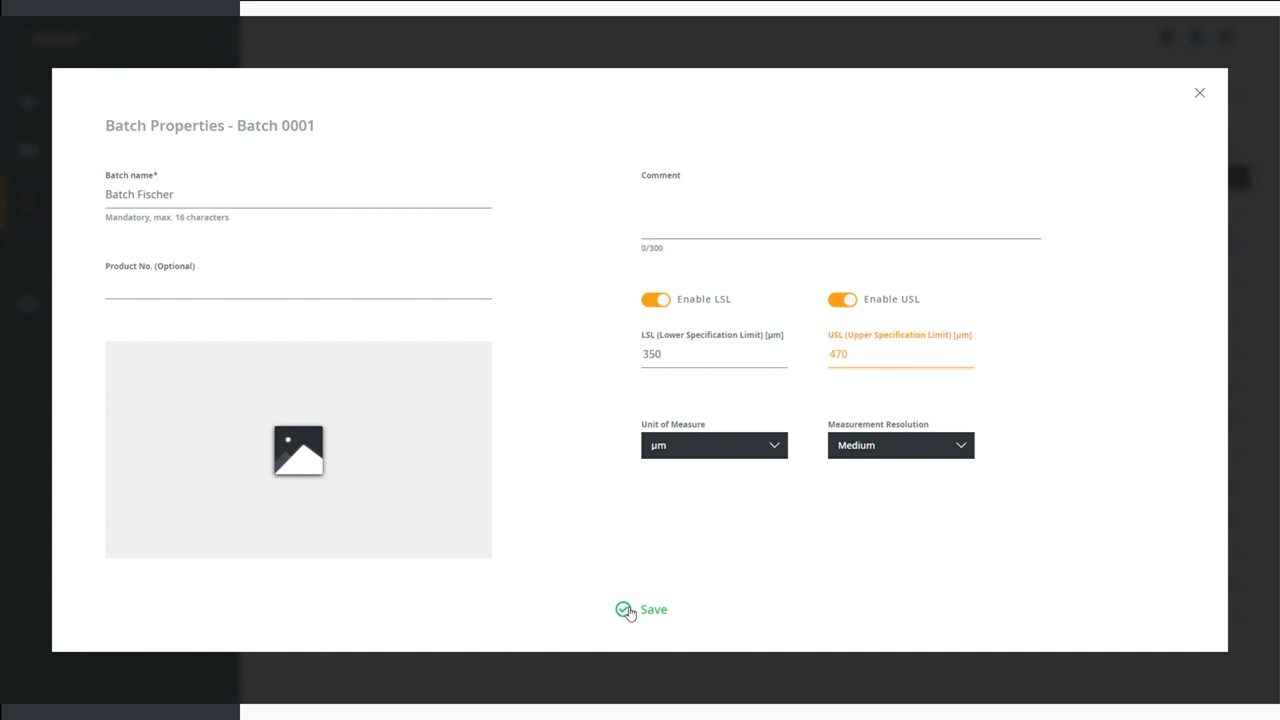 Batch Properties - Batch 0001
Batch name*
Batch Fischer
Mandatory, max. 16 characters
Product No. (Optional)
Comment
0/300
Enable LSL
Enable USL
LSL (Lower Specification Limit) [µm]
350
USL (Upper Specification Limit) [µm]
470
Unit of Measure
µm
Measurement Resolution
Medium
Save